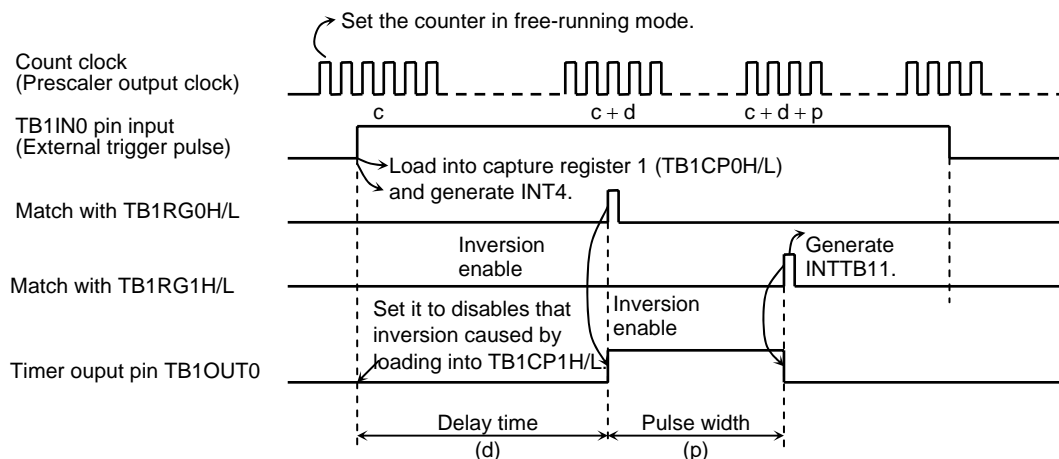 Set the counter in free-running mode.
Count clock
(Prescaler output clock)
c
c + d
c + d + p
TB1IN0 pin input
(External trigger pulse)
Load into capture register 1 (TB1CP0H/L)
and generate INT4.
Match with TB1RG0H/L
Inversion
enable
Generate
INTTB11.
Match with TB1RG1H/L
Set it to disables that
inversion caused by
loading into TB1CP1H/L.
Inversion
enable
Timer ouput pin TB1OUT0
Delay time
(d)
Pulse width
(p)